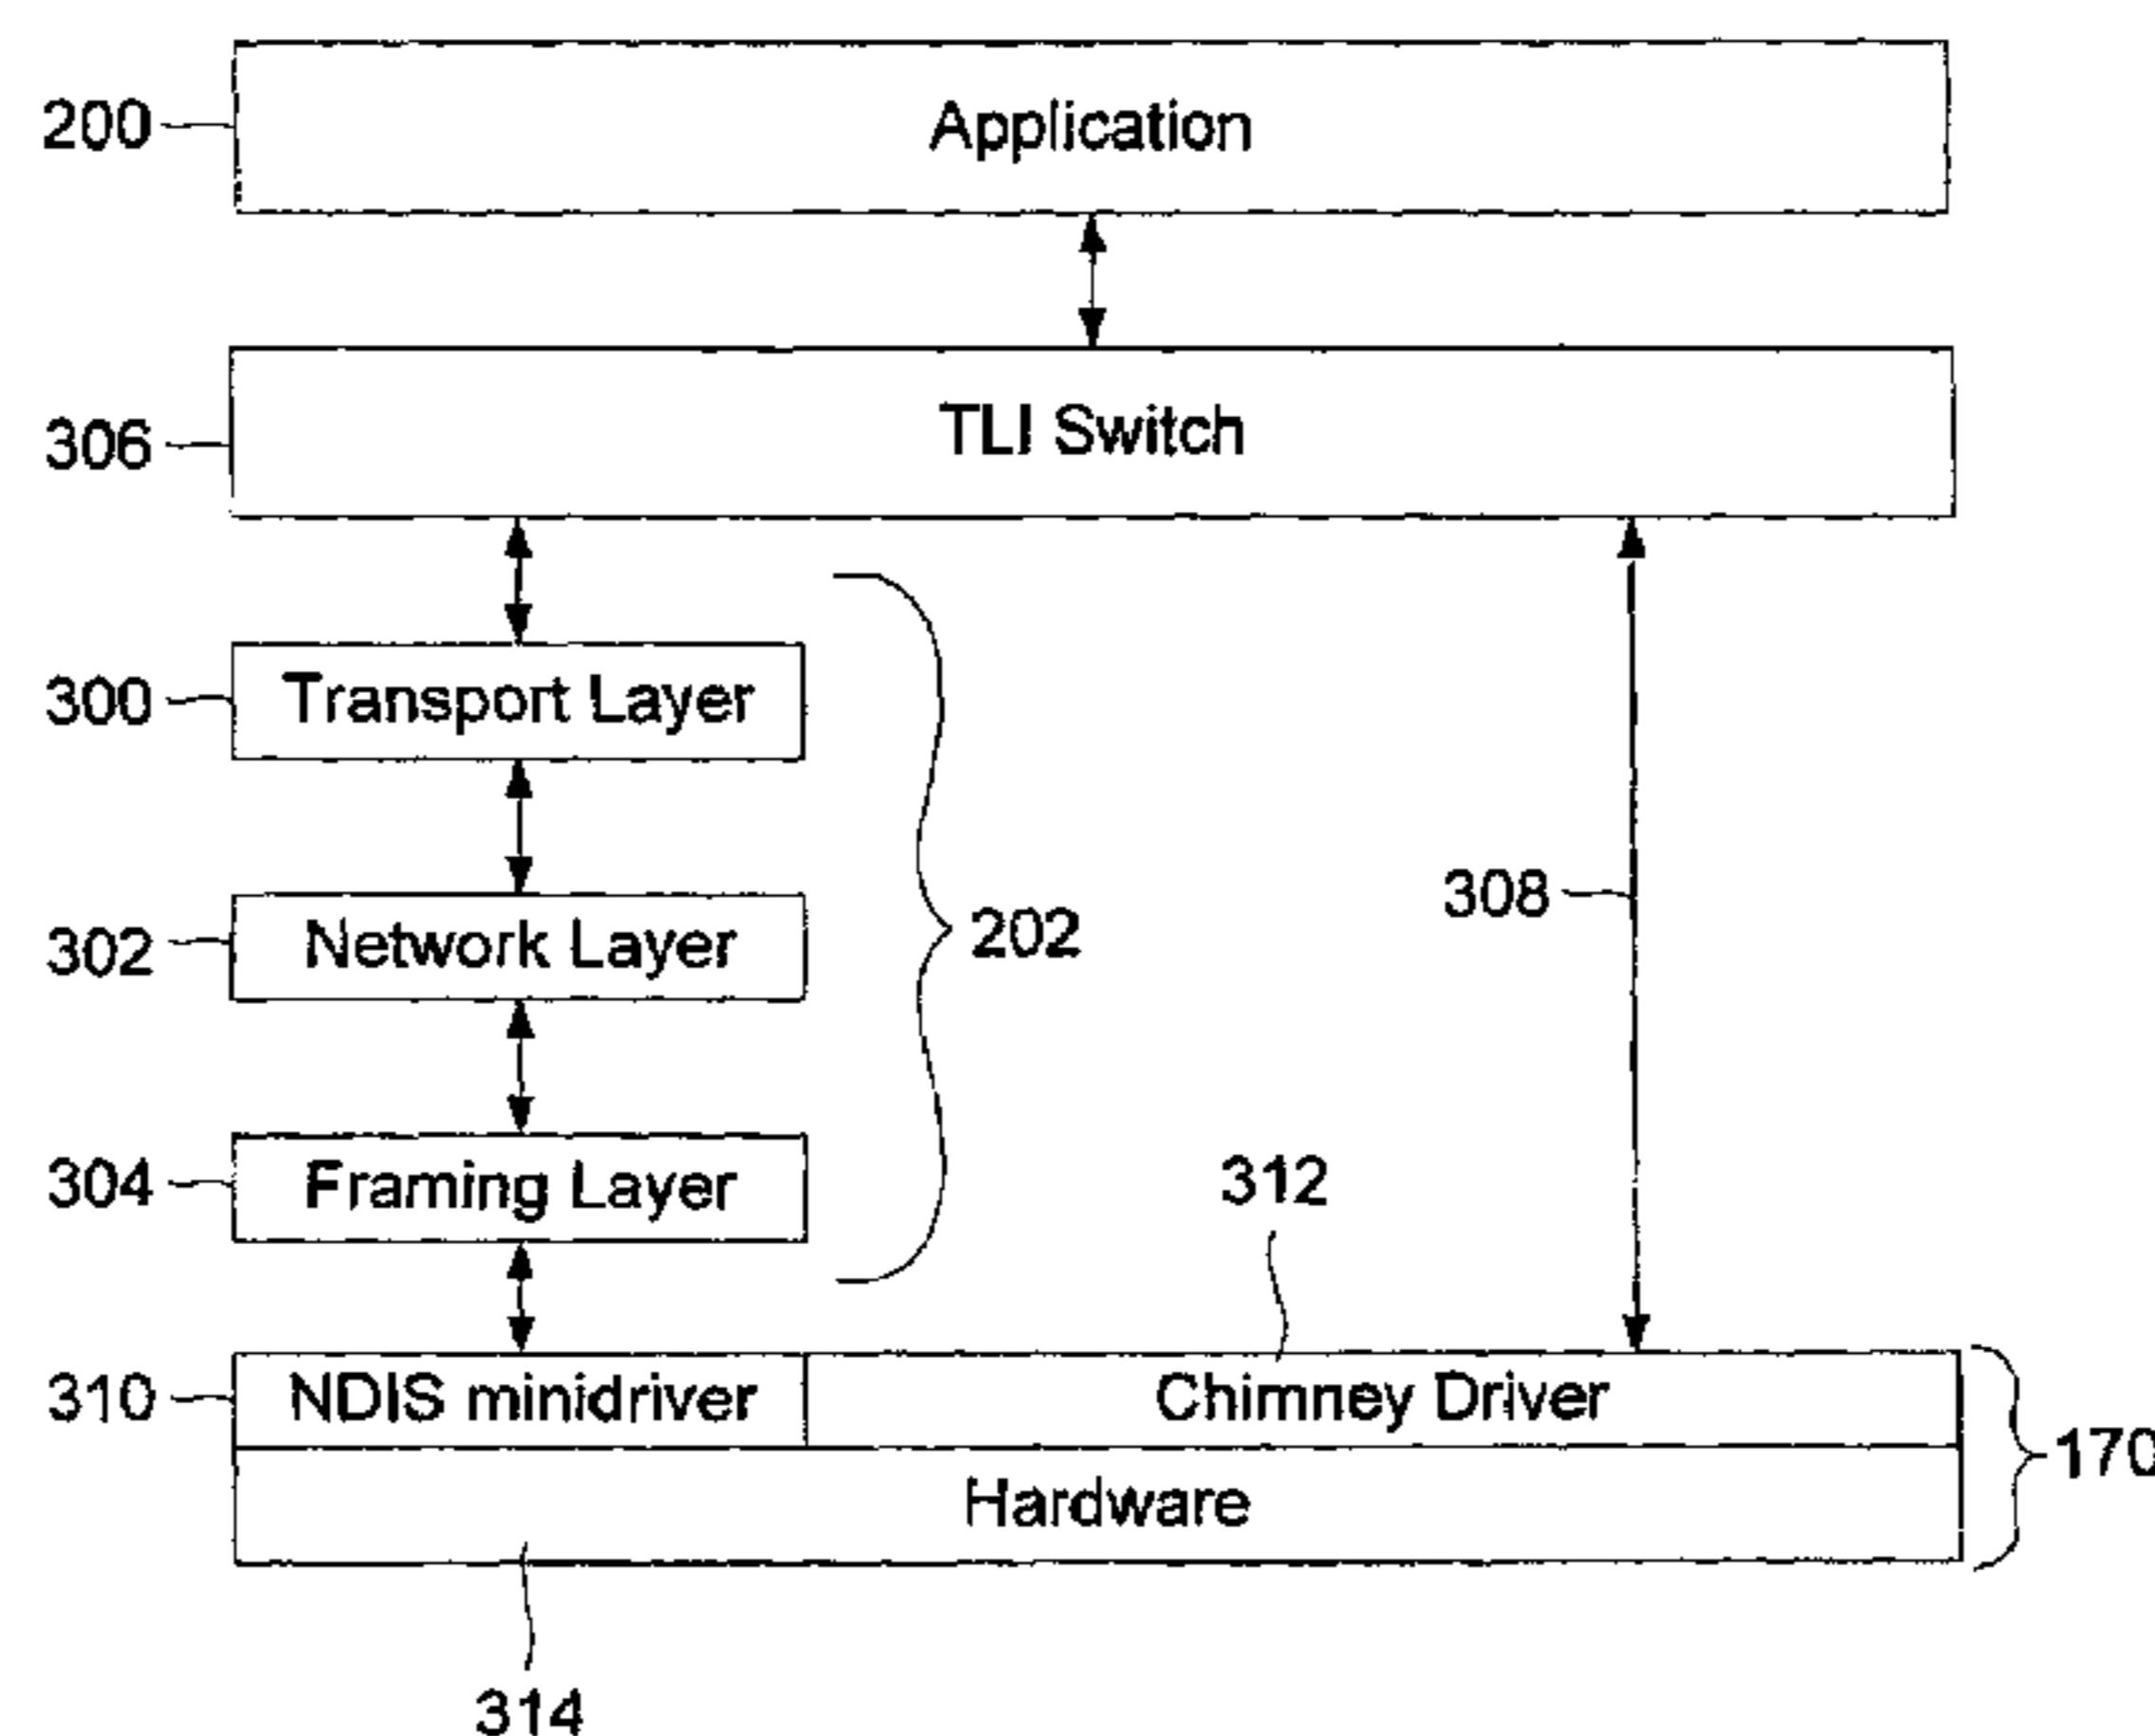 200
Application
306
TLI Switch
300
Transport Layer
308
302
Network Layer
202
304
Framing Layer
312
310
NDIS minidriver
Chimney Driver
170
Hardware
314